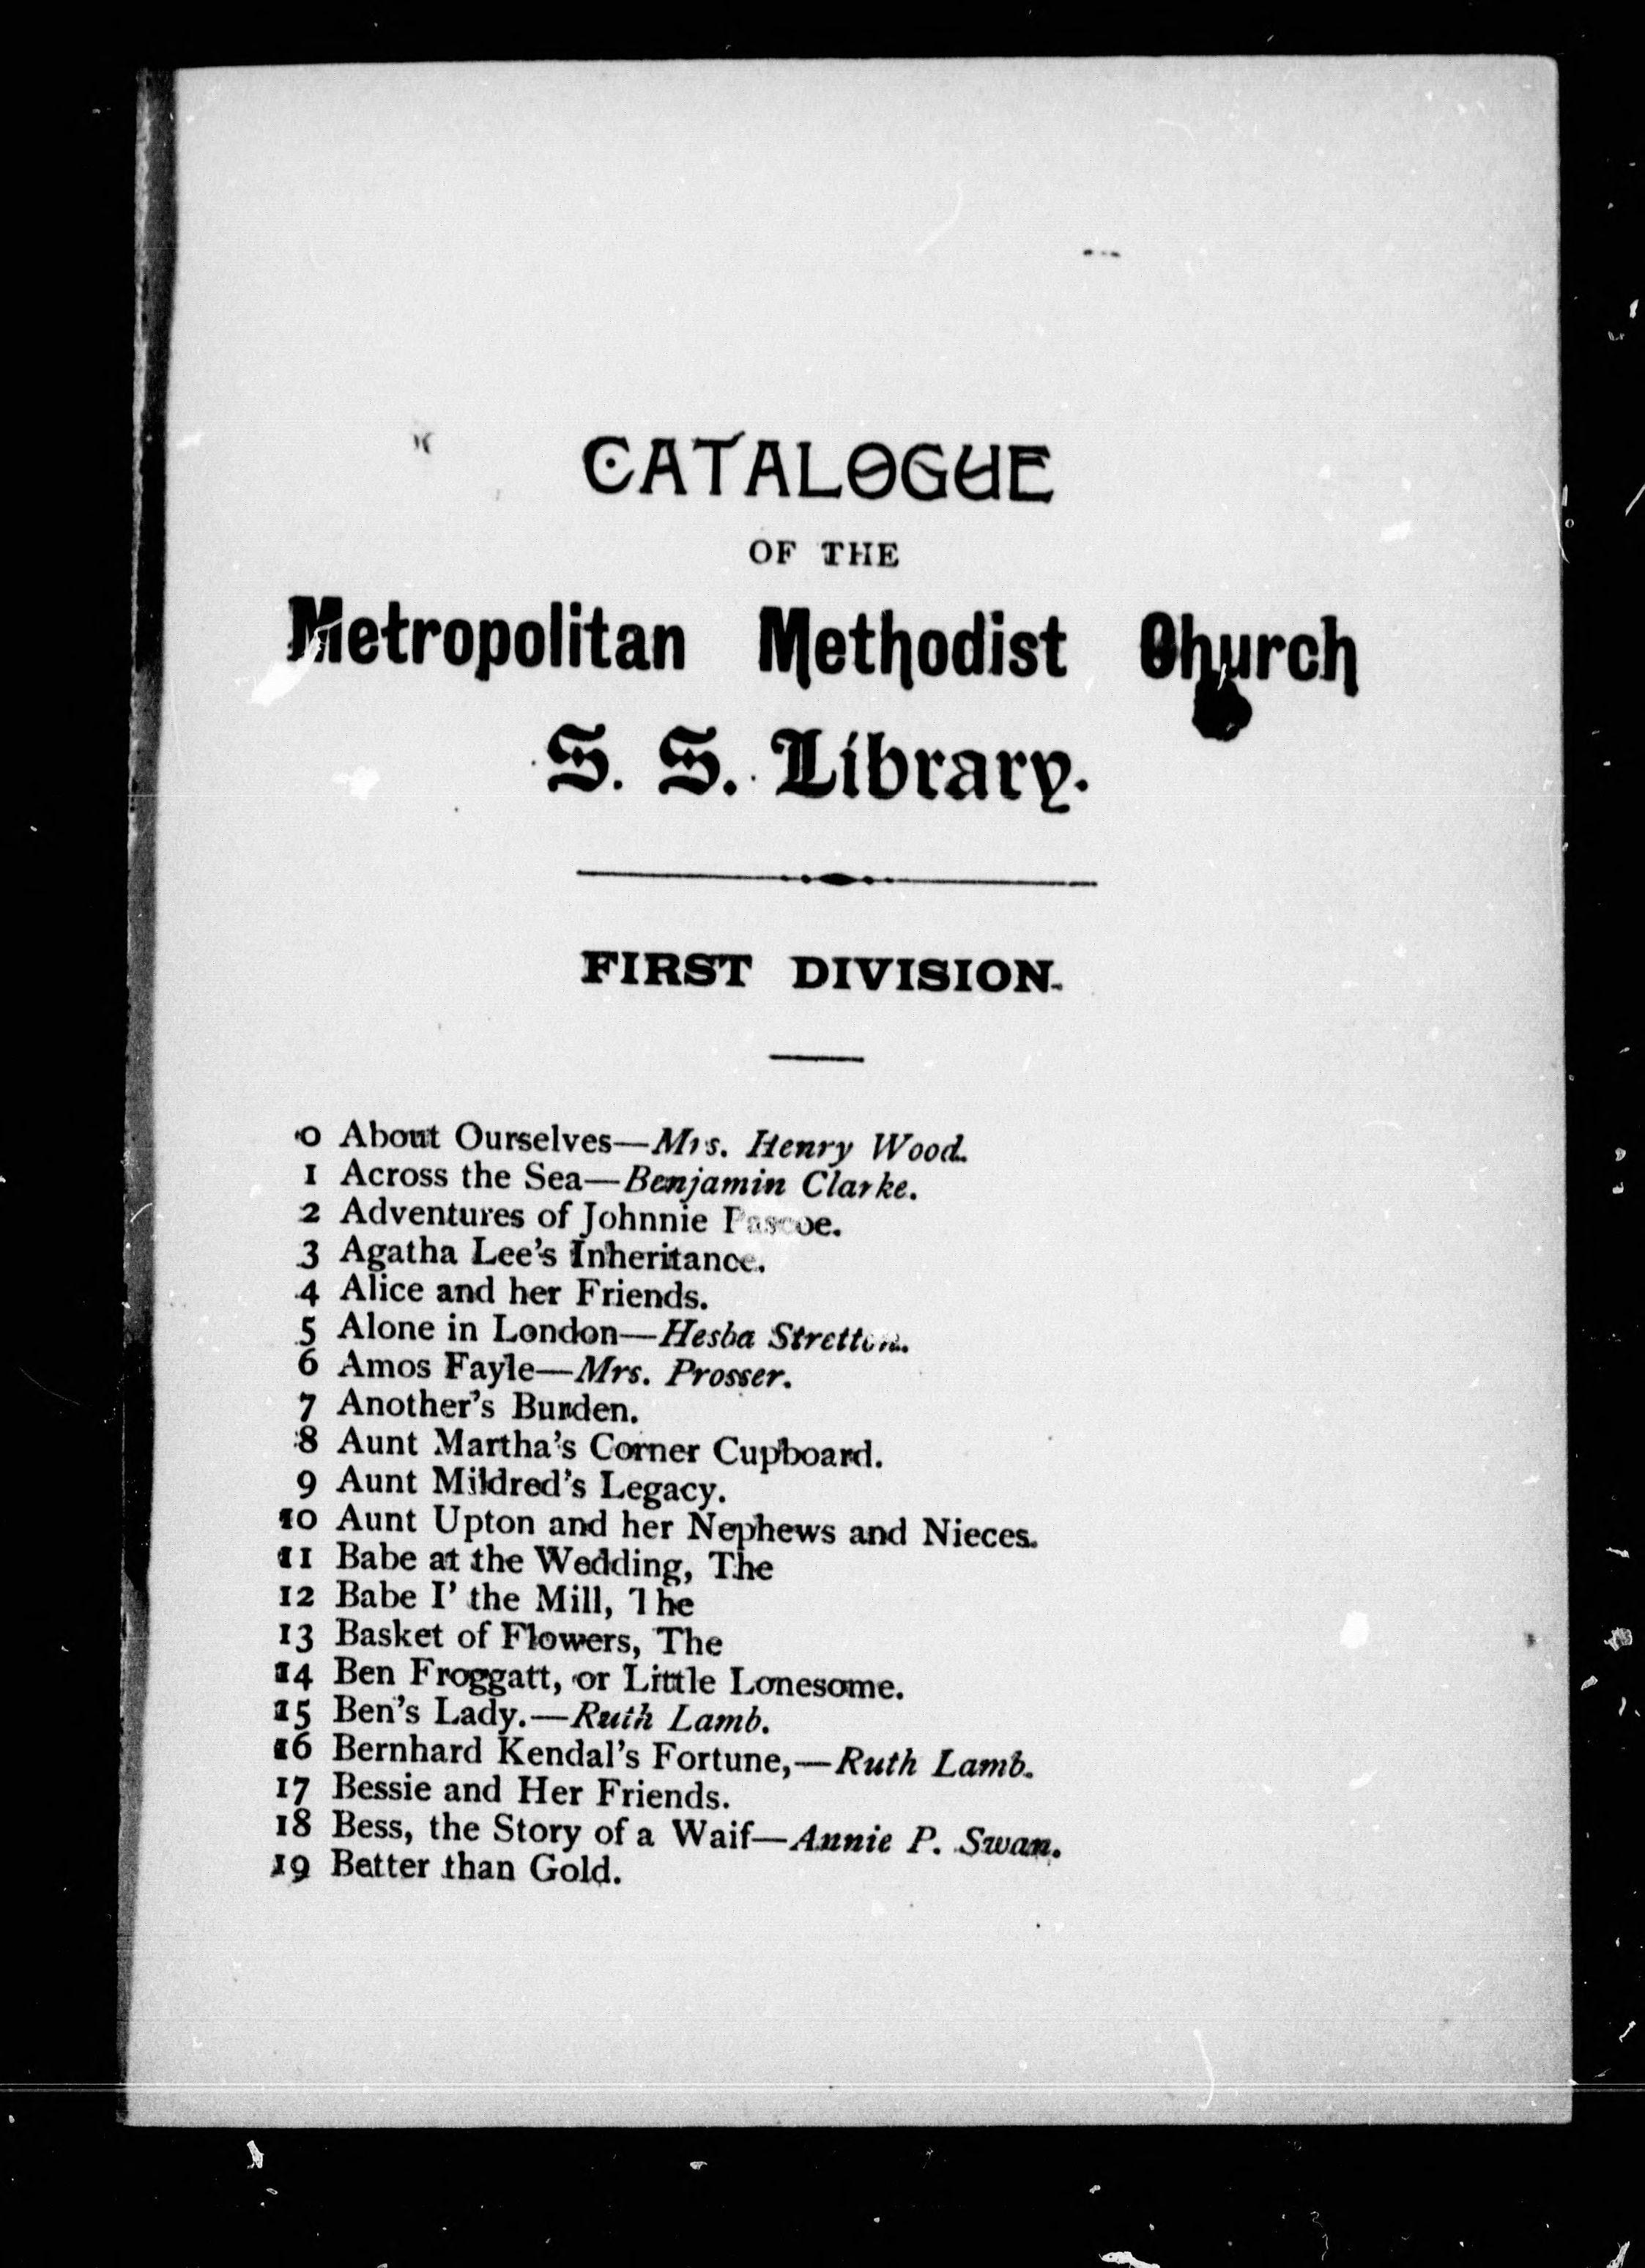 CATALOGUE
OF THE
Metropolitan Methodist Church
S. S. Library.
FIRST DIVISION.
0 About Ourselves—Mrs. Henry Wood.
1 Across the Sea—Benjamin Clarke.
2 Adventures of Johnnie Pascoe.
3 Agatha Lee's Inheritance.
4 Alice and her Friends.
5 Alone in London—Hesba Stretton.
6 Amos Fayle—Mrs. Prosser.
7 Another's Burden.
8 Aunt Martha's Corner Cupboard.
9 Aunt Mildred's Legacy.
10 Aunt Upton and her Nephews and Nieces.
11 Babe at the Wedding, The
12 Babe I' the Mill, The
13 Basket of Flowers, The
14 Ben Froggatt, or Little Lonesome.
15 Ben's Lady.—Ruth Lamb.
16 Bernhard Kendal's Fortune,—Ruth Lamb.
17 Bessie and Her Friends.
18 Bess, the Story of a Waif—Annie P. Swan.
19 Better than Gold.